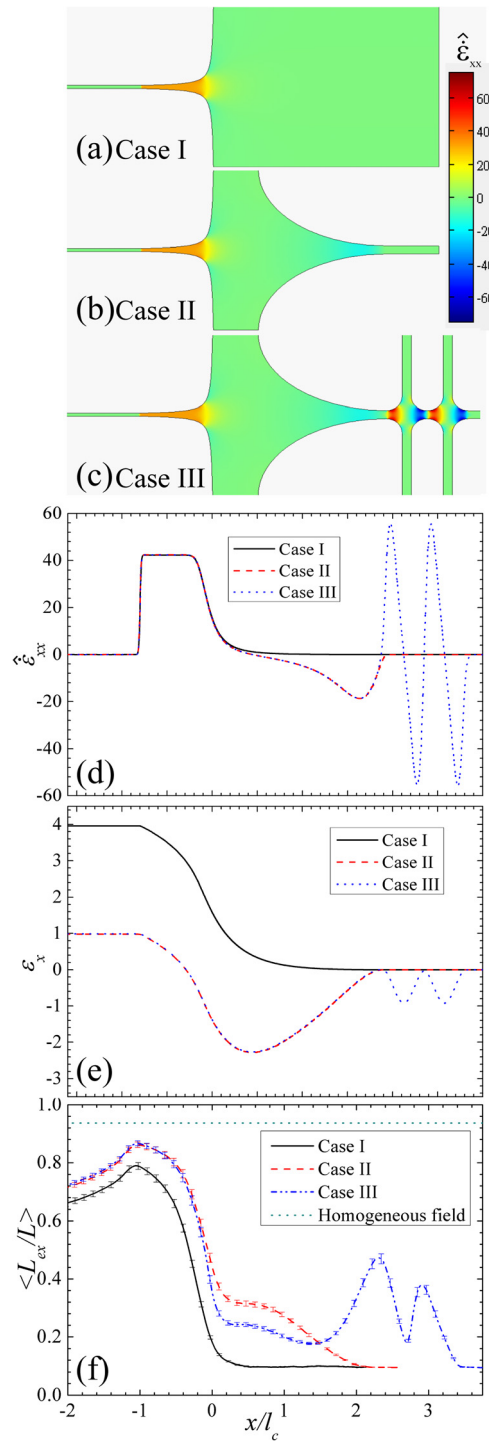 ε̂̇xx
60
40
20
0
-20
-40
-60
(a) Case I
(b) Case II
(c) Case III
60
40
20
0
-20
-40
-60
ε̂̇xx
Case I
Case II
Case III
(d)
4
3
2
1
0
-1
-2
-3
εx
Case I
Case II
Case III
(e)
1.0
0.8
0.6
0.4
0.2
0.0
<Lex/L>
Case I
Case II
Case III
Homogeneous field
(f)
-2 -1 0 1 2 3
x/lc